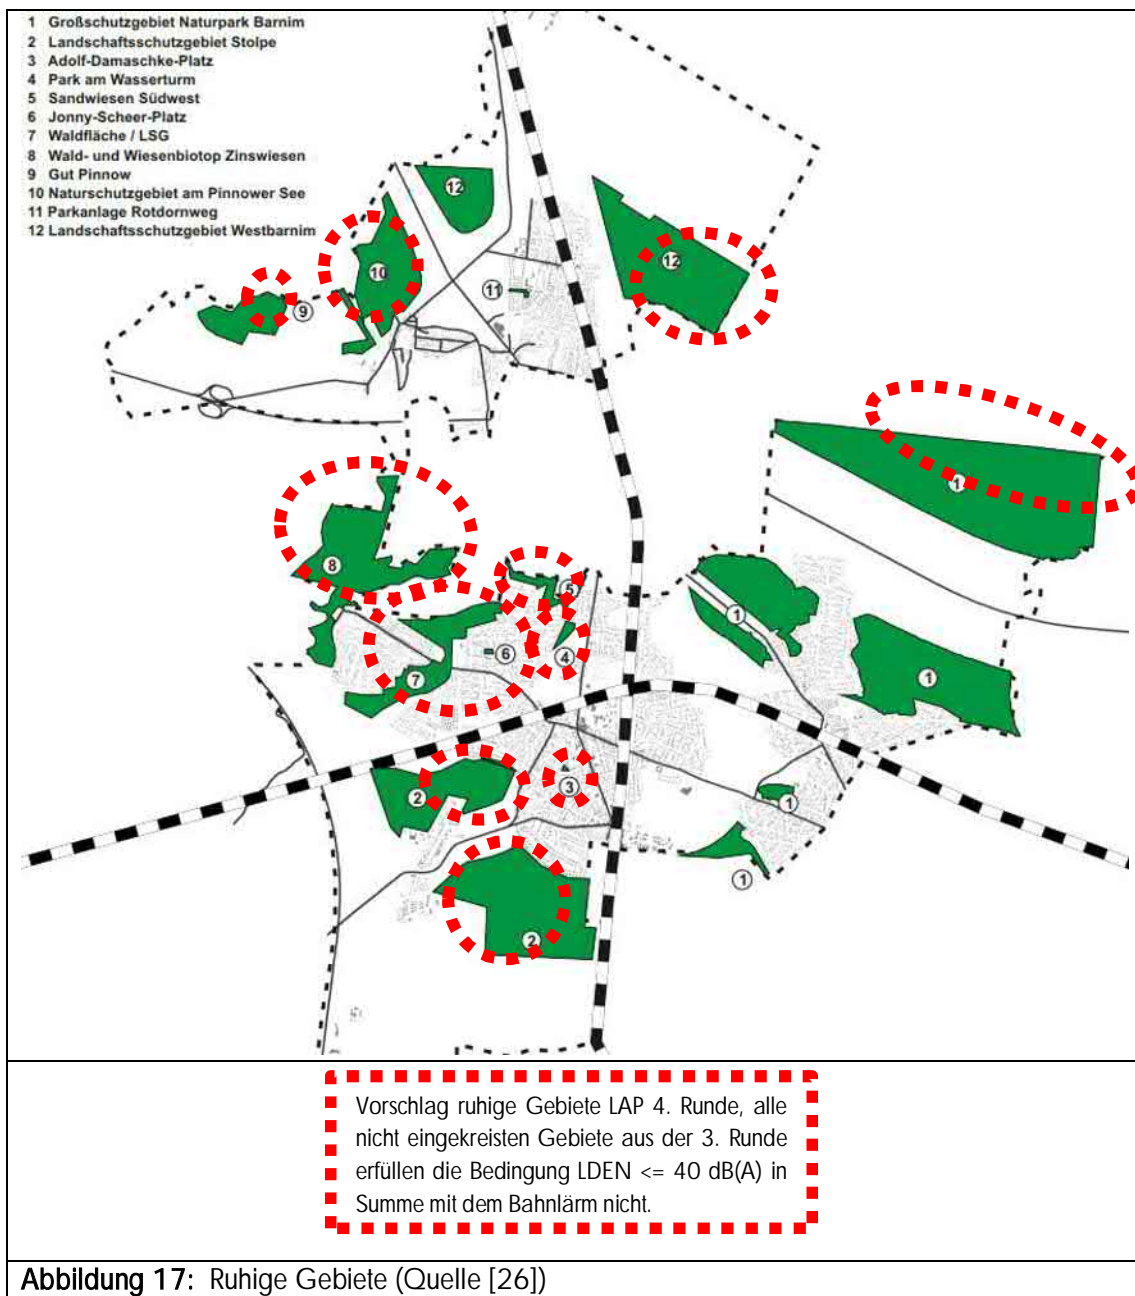 1 Großschutzgebiet Naturpark Barnim
2 Landschaftsschutzgebiet Stolpe
3 Adolf-Damaschke-Platz
4 Park am Wasserturm
5 Sandwiesen Südwest
6 Jonny-Scheer-Platz
7 Waldfläche / LSG
8 Wald- und Wiesenbiotop Zinswiesen
9 Gut Pinnow
10 Naturschutzgebiet am Pinnower See
11 Parkanlage Rotdornweg
12 Landschaftsschutzgebiet Westbarnim
12
12
10
11
9
1
8
5
1
6
4
7
1
2
3
1
1
2
Vorschlag ruhige Gebiete LAP 4. Runde, alle
nicht eingekreisten Gebiete aus der 3. Runde
erfüllen die Bedingung LDEN <= 40 dB(A) in
Summe mit dem Bahnlärm nicht.
Abbildung 17: Ruhige Gebiete (Quelle [26])